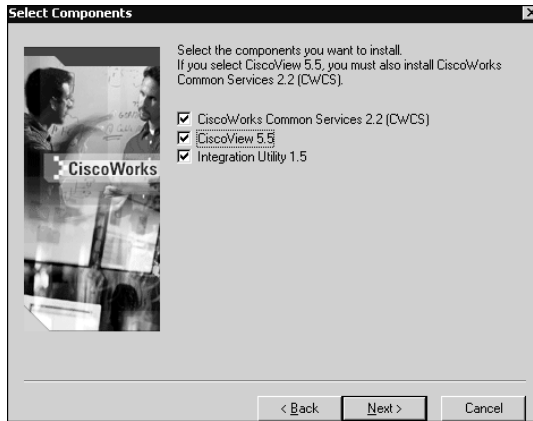 Select Components
Select the components you want to install.
If you select CiscoView 5.5, you must also install CiscoWorks
Common Services 2.2 (CWCS).
CiscoWorks Common Services 2.2 (CWCS)
CiscoView 5.5
Integration Utility 1.5
CiscoWorks
< Back
Next >
Cancel